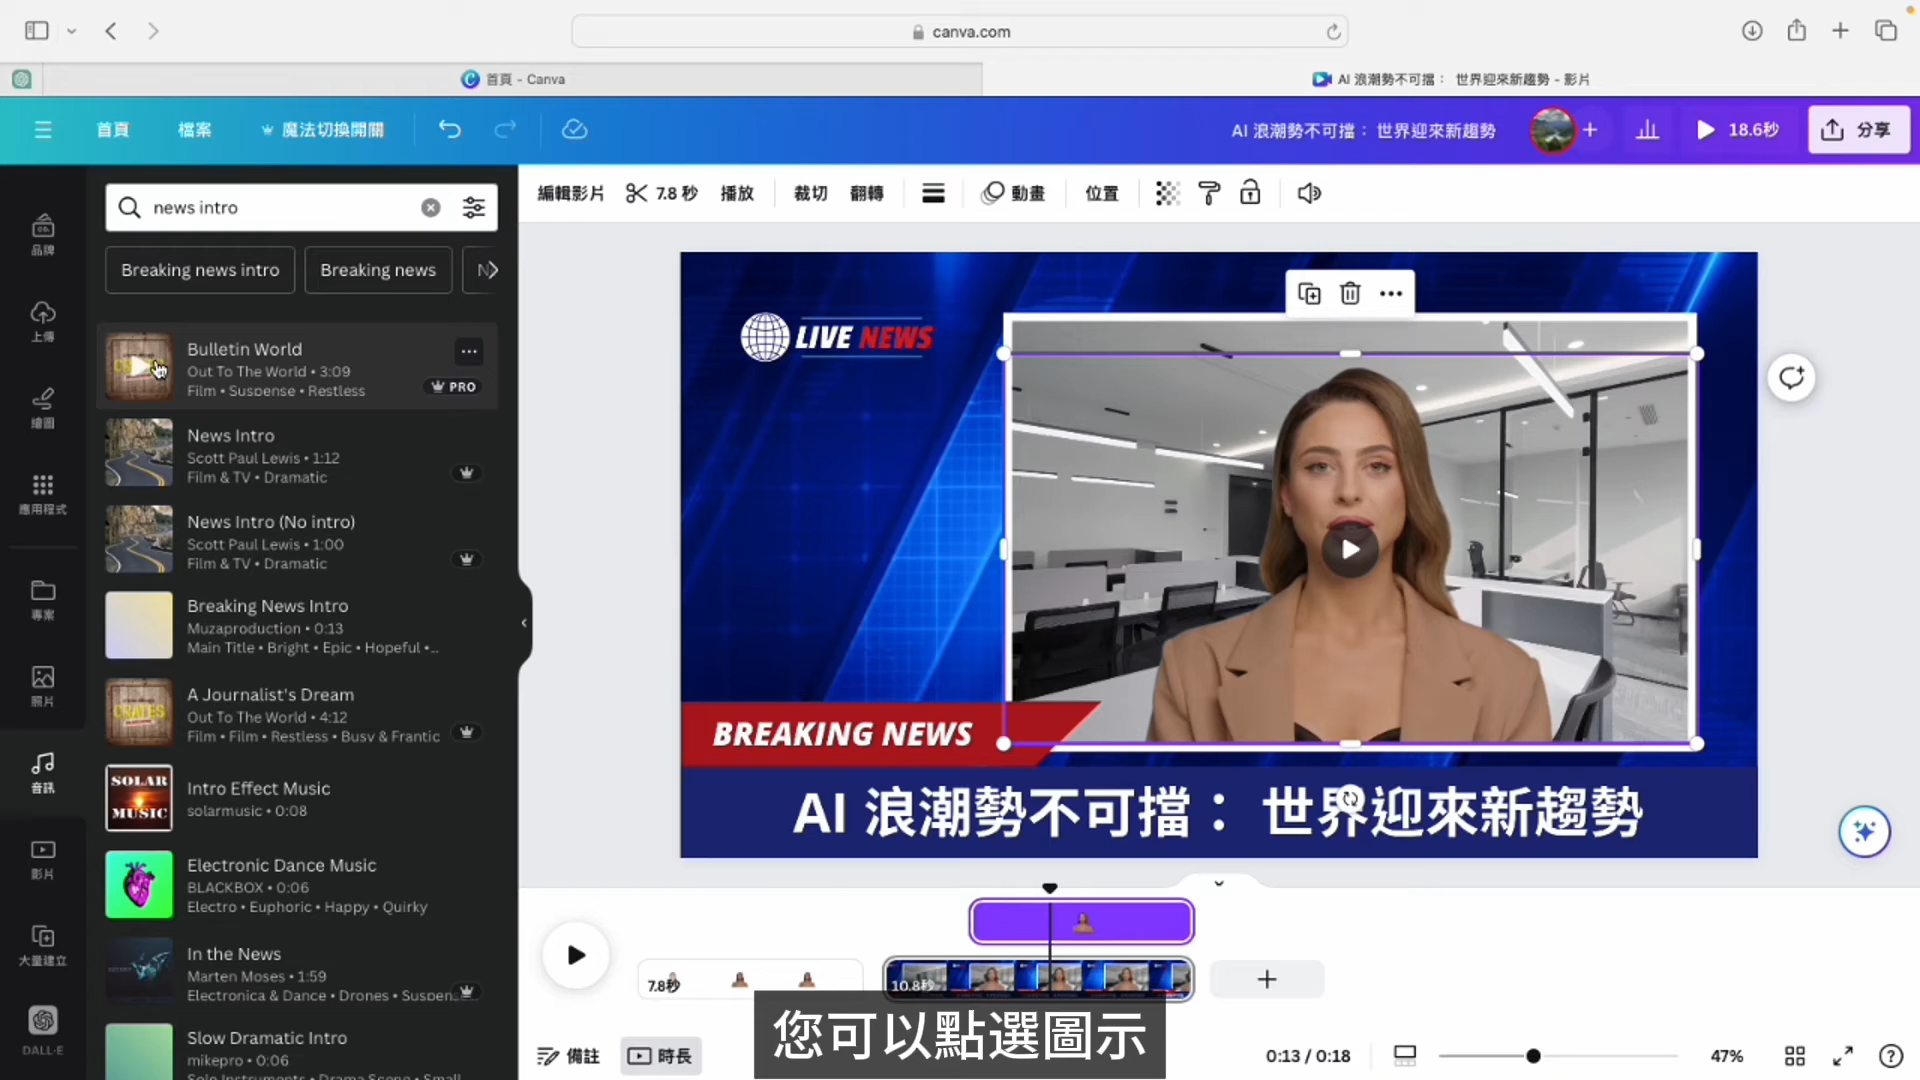 canva.com
首頁 - Canva
AI 浪潮勢不可擋： 世界迎來新趨勢 - 影片
首頁
檔案
魔法切換開關
AI 浪潮勢不可擋： 世界迎來新趨勢
18.6秒
分享
品牌
上傳
繪圖
應用程式
專案
照片
音訊
影片
大量建立
DALL·E
news intro
Breaking news intro
Breaking news
N
Bulletin World
Out To The World • 3:09
Film • Suspense • Restless
PRO
News Intro
Scott Paul Lewis • 1:12
Film & TV • Dramatic
News Intro (No intro)
Scott Paul Lewis • 1:00
Film & TV • Dramatic
Breaking News Intro
Muzaproduction • 0:13
Main Title • Bright • Epic • Hopeful •...
CRATES
A Journalist's Dream
Out To The World • 4:12
Film • Film • Restless • Busy & Frantic
SOLAR
MUSIC
Intro Effect Music
solarmusic • 0:08
Electronic Dance Music
BLACKBOX • 0:06
Electro • Euphoric • Happy • Quirky
In the News
Marten Moses • 1:59
Electronica & Dance • Drones • Suspen
Slow Dramatic Intro
mikepro • 0:06
Solo Instruments • Drama Scene • Small
編輯影片
7.8 秒
播放
裁切
翻轉
動畫
位置
LIVE NEWS
BREAKING NEWS
AI 浪潮勢不可擋： 世界迎來新趨勢
7.8秒
10.8秒
您可以點選圖示
備註
時長
0:13 / 0:18
47%